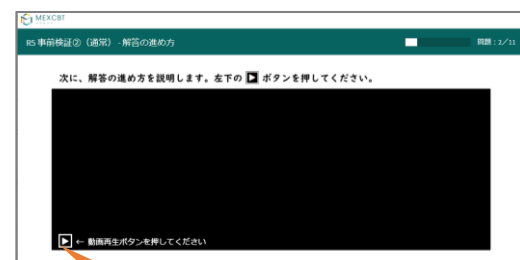 MEXCBT
R5 事前検証②（通常）- 解答の進め方
問題：2／11
次に、解答の進め方を説明します。左下の ▶ ボタンを押してください。
▶ ← 動画再生ボタンを押してください